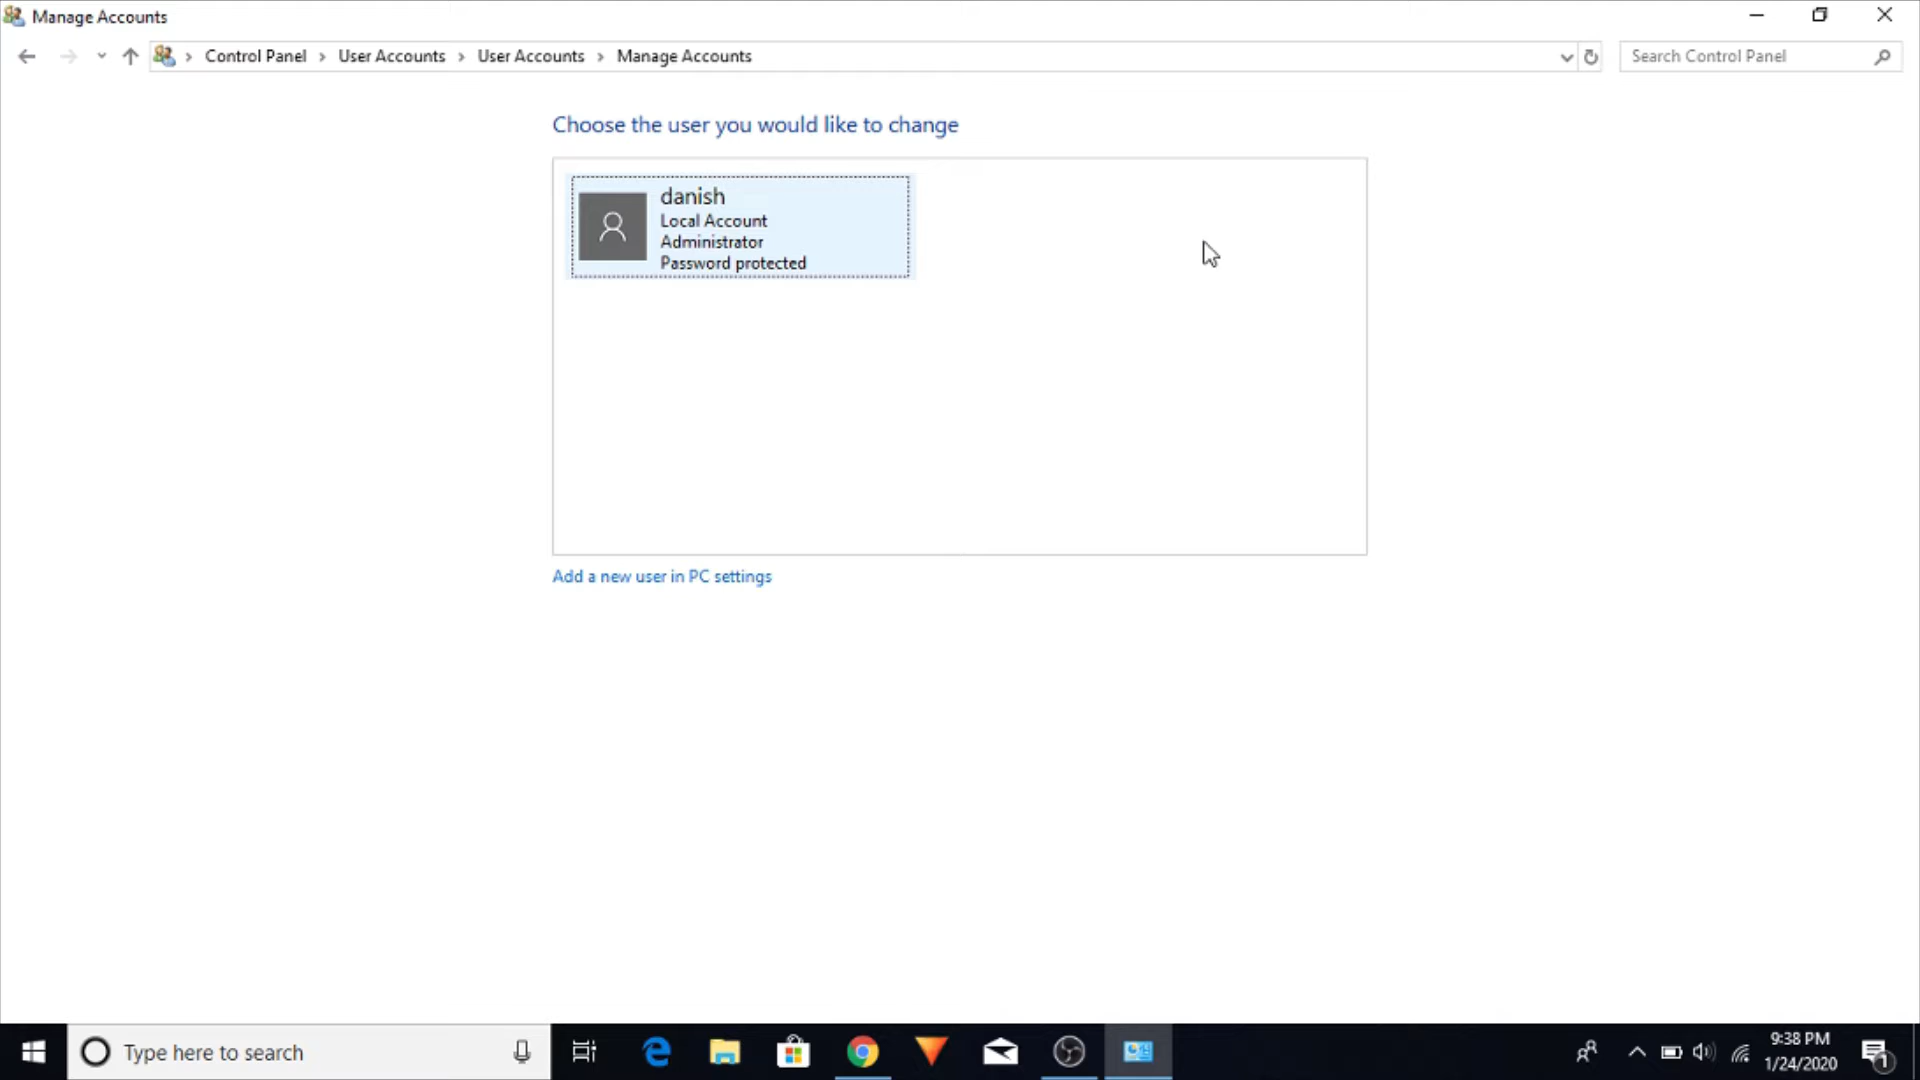 Manage Accounts
Control Panel > User Accounts > User Accounts > Manage Accounts
Search Control Panel
Choose the user you would like to change
danish
Local Account
Administrator
Password protected
Add a new user in PC settings
Type here to search
9:38 PM
1/24/2020
1